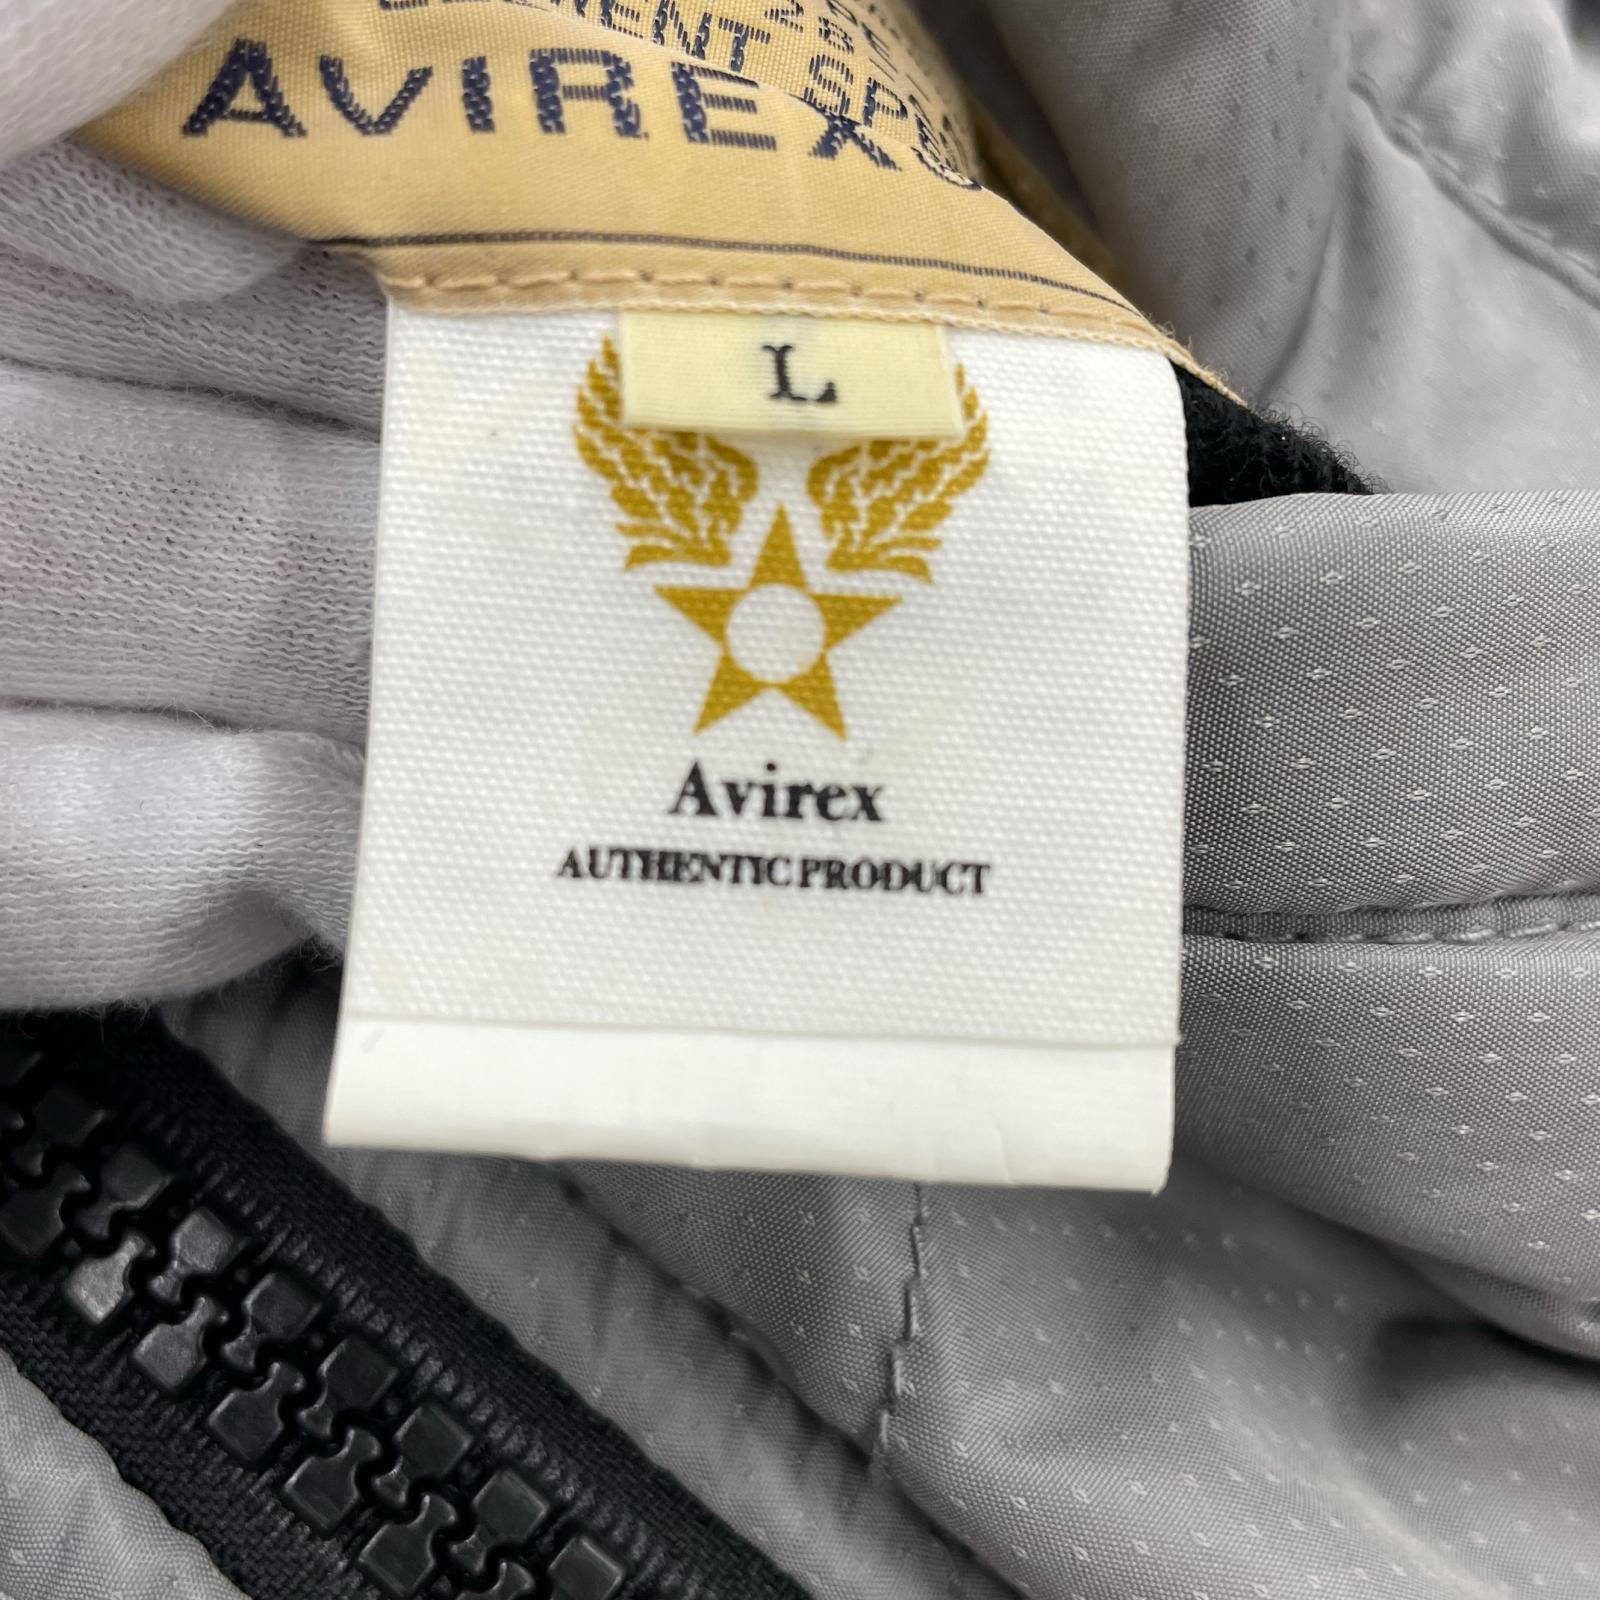 AVIREX
L
Avirex
AUTHENTIC PRODUCT